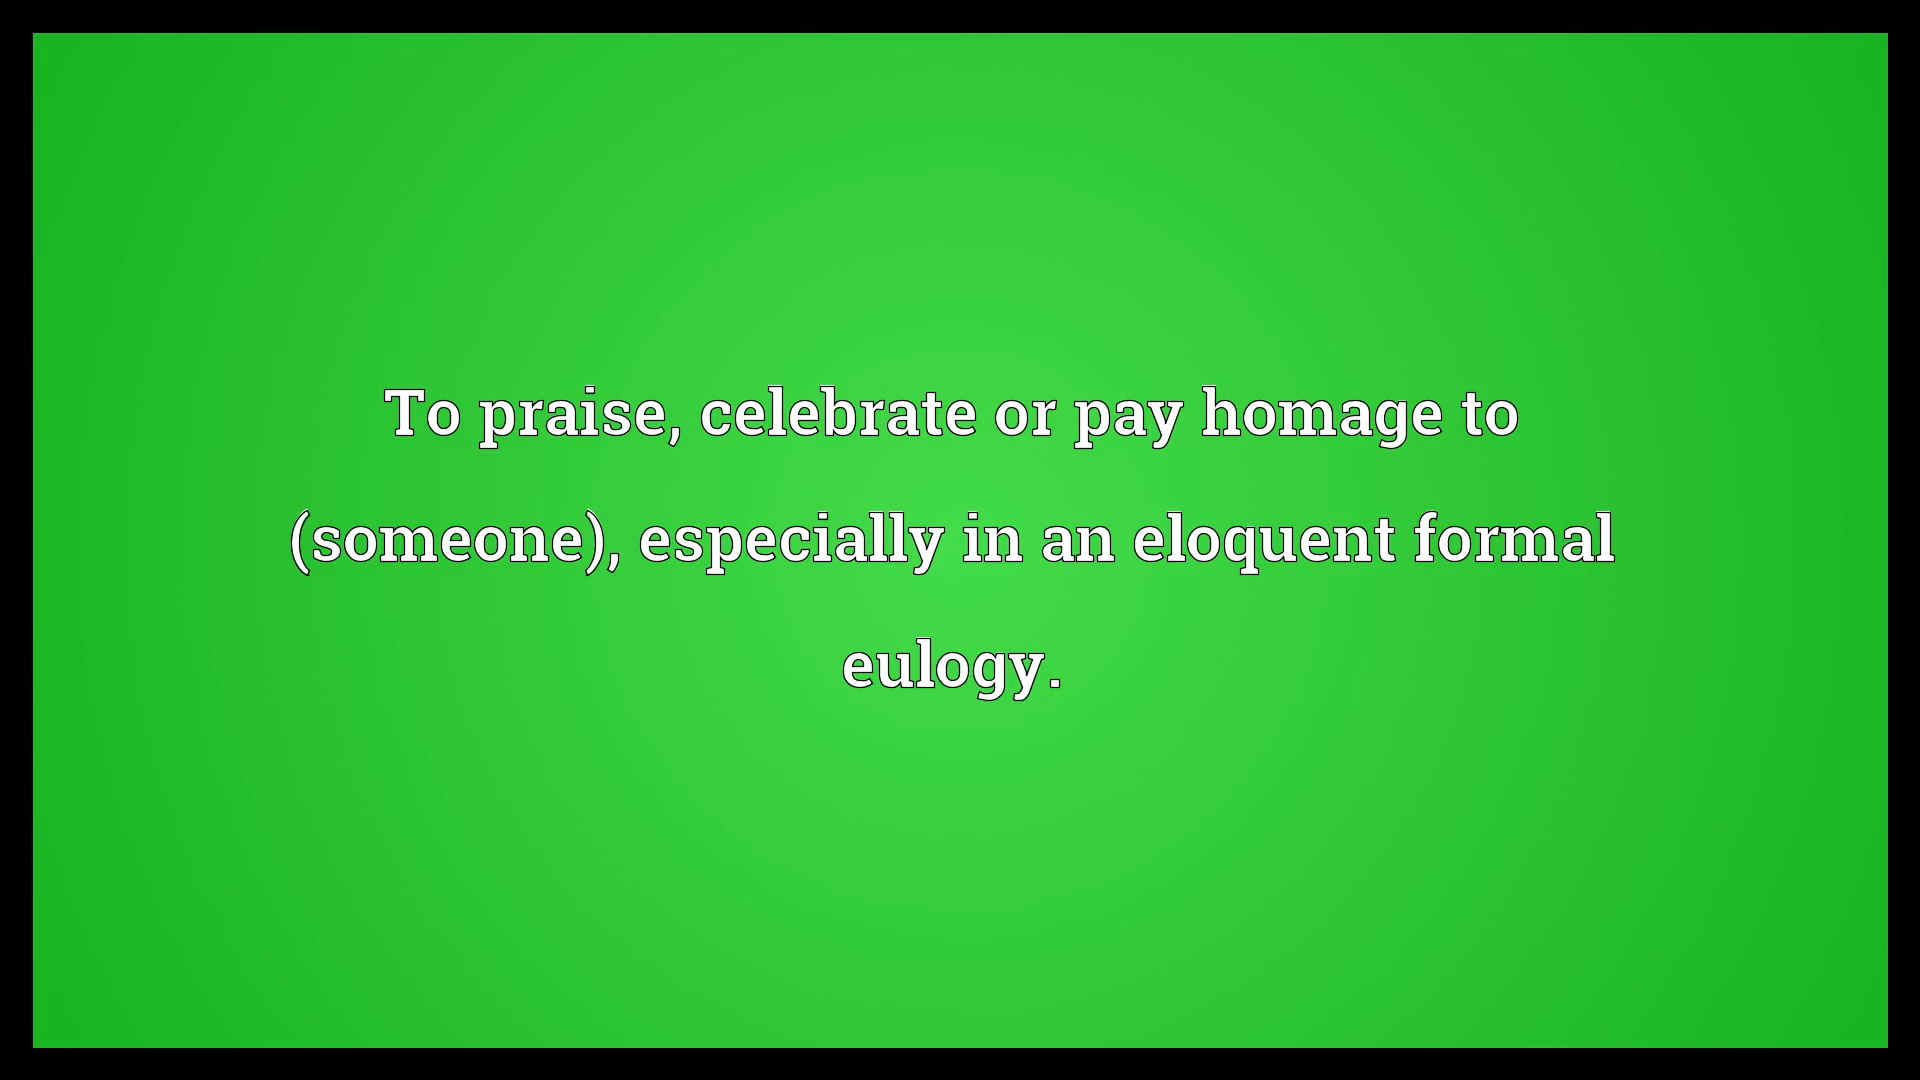 To praise, celebrate or pay homage to
(someone), especially in an eloquent formal
eulogy.